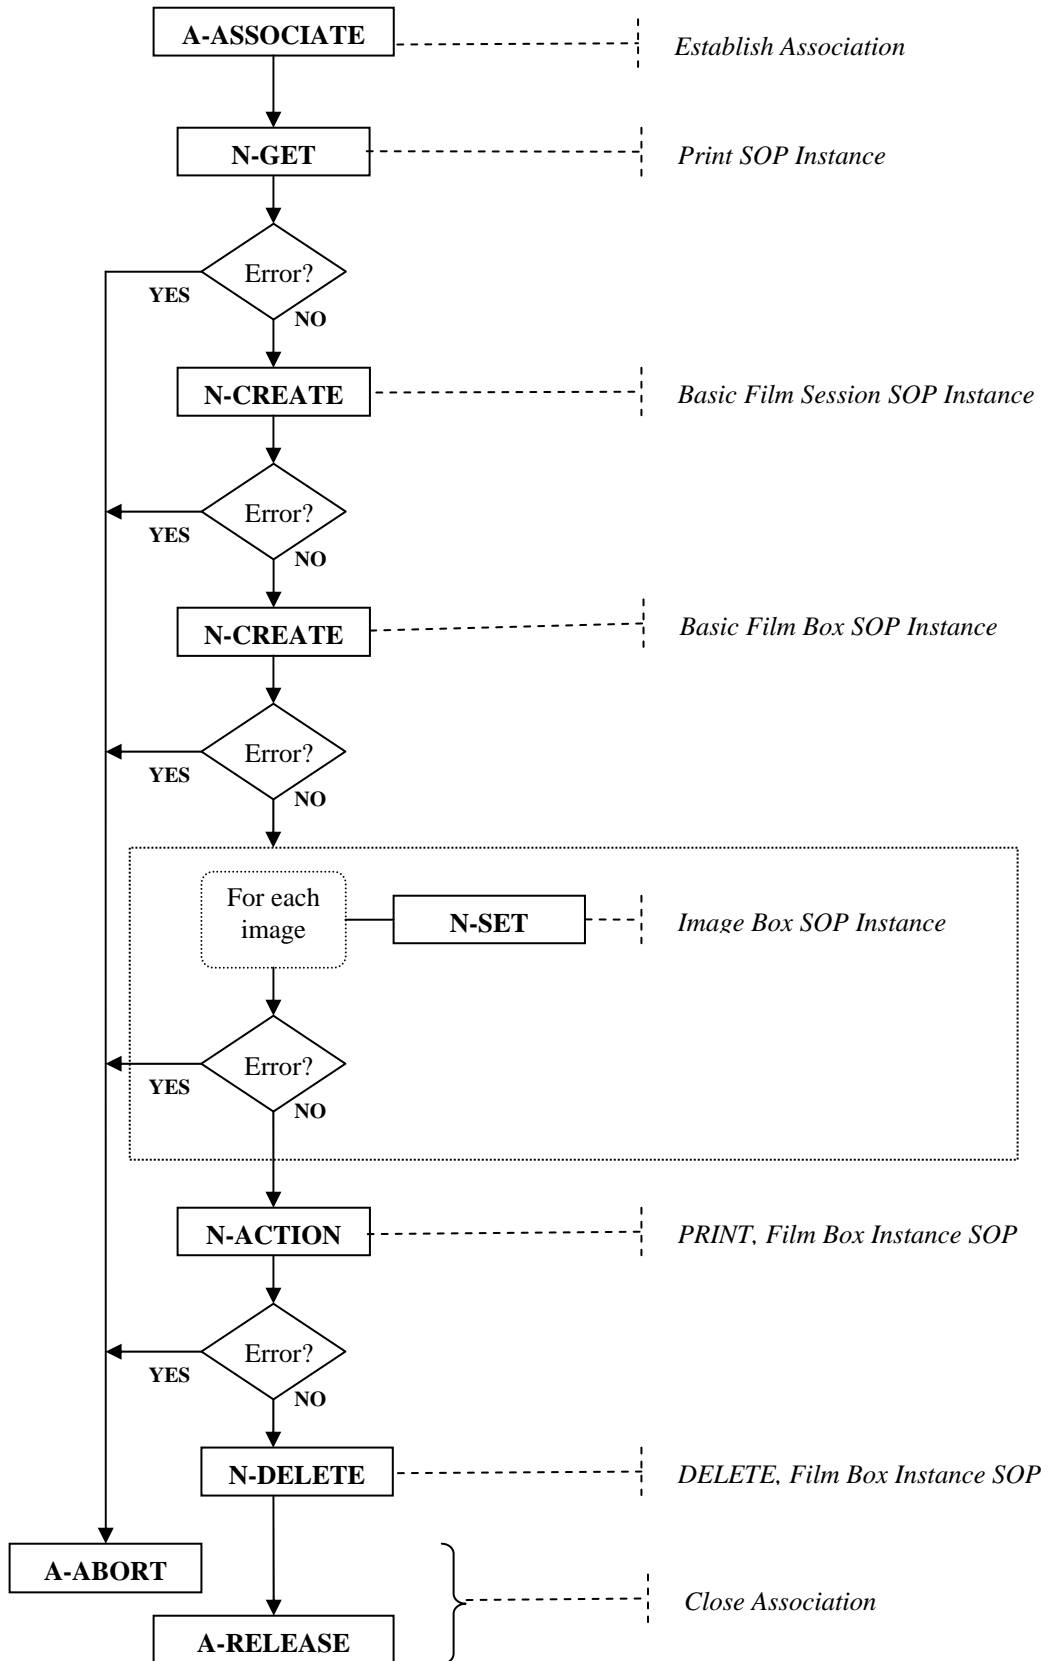 A-ASSOCIATE
Establish Association
N-GET
Print SOP Instance
Error?
YES
NO
N-CREATE
Basic Film Session SOP Instance
Error?
YES
NO
N-CREATE
Basic Film Box SOP Instance
Error?
YES
NO
For each
image
N-SET
Image Box SOP Instance
Error?
YES
NO
N-ACTION
PRINT, Film Box Instance SOP
Error?
YES
NO
N-DELETE
DELETE, Film Box Instance SOP
A-ABORT
Close Association
A-RELEASE